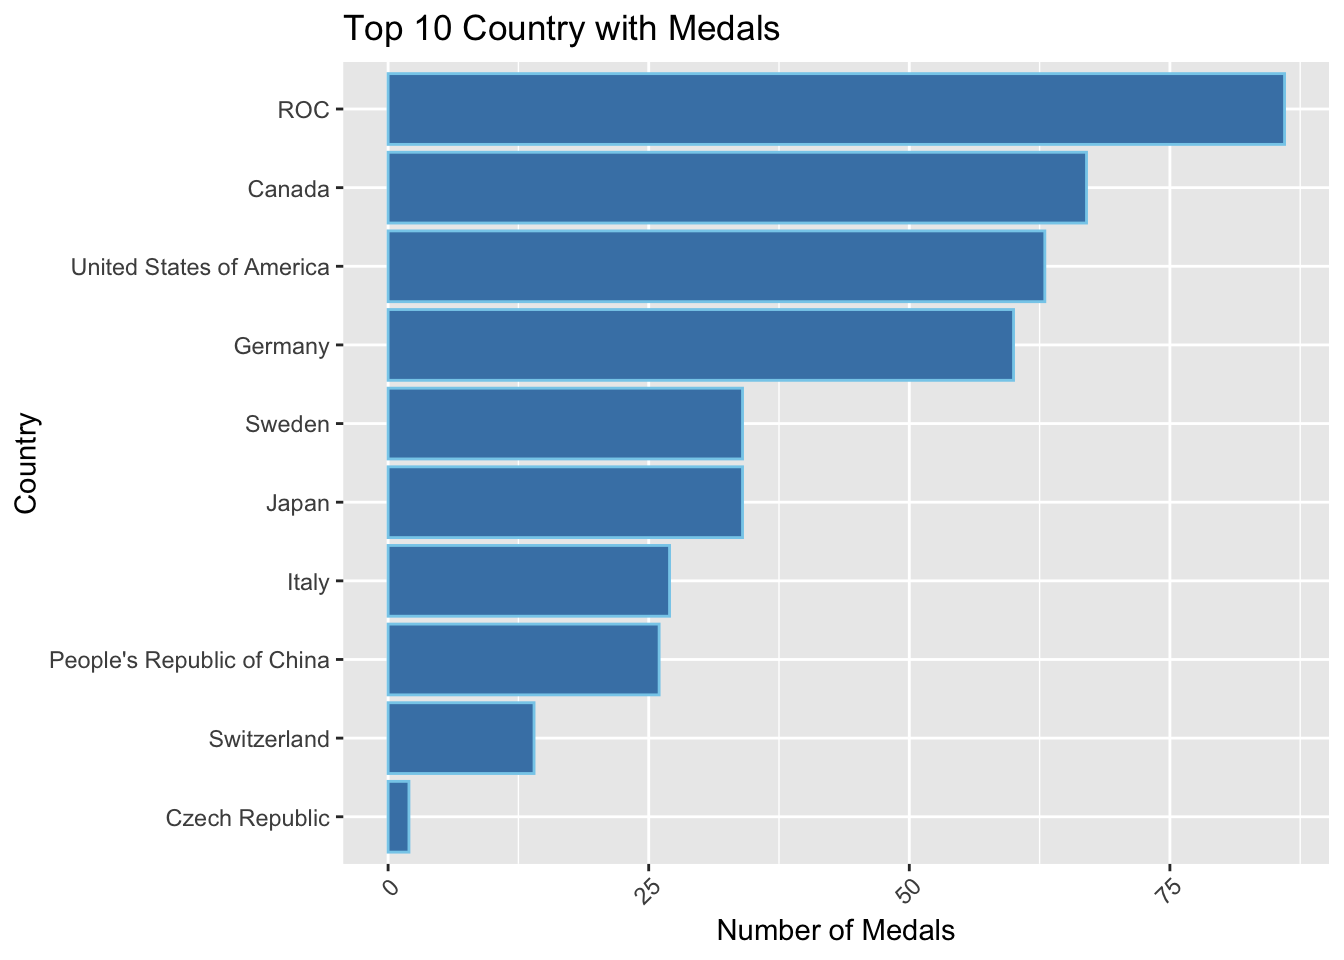 Top 10 Country with Medals
Country
ROC
Canada
United States of America
Germany
Sweden
Japan
Italy
People's Republic of China
Switzerland
Czech Republic
0 25 50 75
Number of Medals